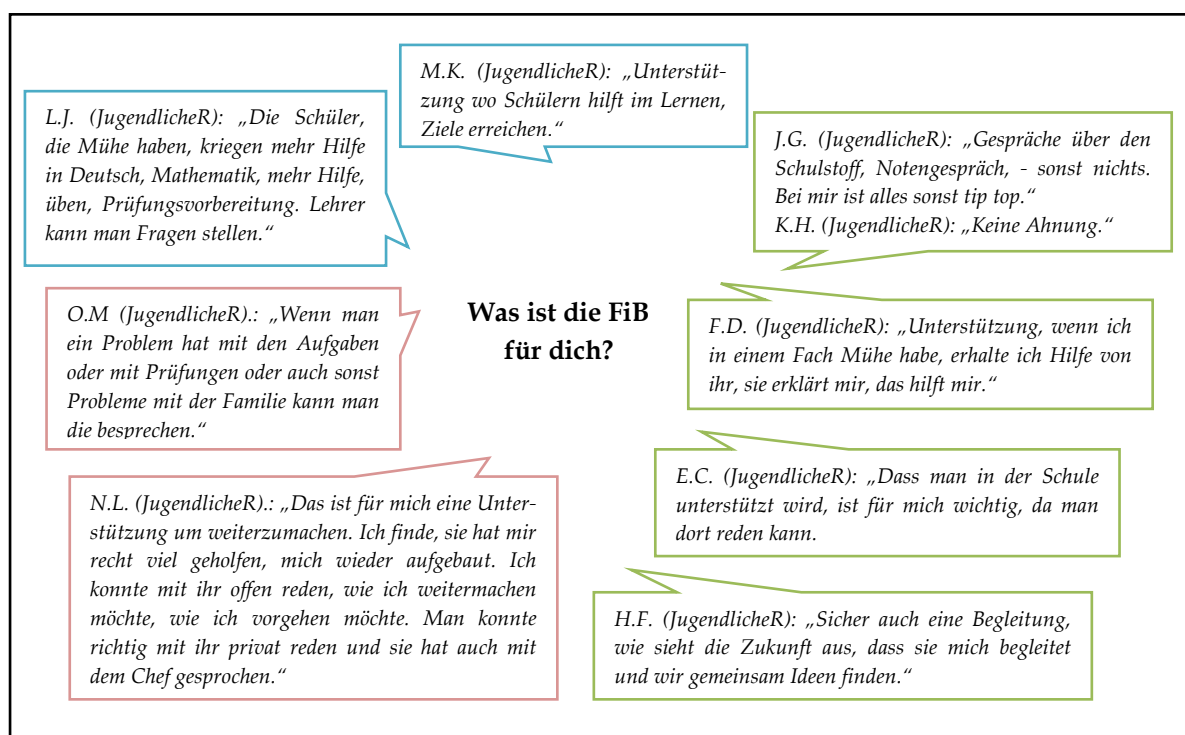 M.K. (JugendlicheR): „Unterstüt-
zung wo Schülern hilft im Lernen,
Ziele erreichen.“
L.J. (JugendlicheR): „Die Schüler,
die Mühe haben, kriegen mehr Hilfe
in Deutsch, Mathematik, mehr Hilfe,
üben, Prüfungsvorbereitung. Lehrer
kann man Fragen stellen.“
J.G. (JugendlicheR): „Gespräche über den
Schulstoff, Notengespräch, - sonst nichts.
Bei mir ist alles sonst tip top.“
K.H. (JugendlicheR): „Keine Ahnung.“
O.M (JugendlicheR).: „Wenn man
ein Problem hat mit den Aufgaben
oder mit Prüfungen oder auch sonst
Probleme mit der Familie kann man
die besprechen.“
Was ist die FiB
für dich?
F.D. (JugendlicheR): „Unterstützung, wenn ich
in einem Fach Mühe habe, erhalte ich Hilfe von
ihr, sie erklärt mir, das hilft mir.“
E.C. (JugendlicheR): „Dass man in der Schule
unterstützt wird, ist für mich wichtig, da man
dort reden kann.
N.L. (JugendlicheR).: „Das ist für mich eine Unter-
stützung um weiterzumachen. Ich finde, sie hat mir
recht viel geholfen, mich wieder aufgebaut. Ich
konnte mit ihr offen reden, wie ich weitermachen
möchte, wie ich vorgehen möchte. Man konnte
richtig mit ihr privat reden und sie hat auch mit
dem Chef gesprochen.“
H.F. (JugendlicheR): „Sicher auch eine Begleitung,
wie sieht die Zukunft aus, dass sie mich begleitet
und wir gemeinsam Ideen finden.“